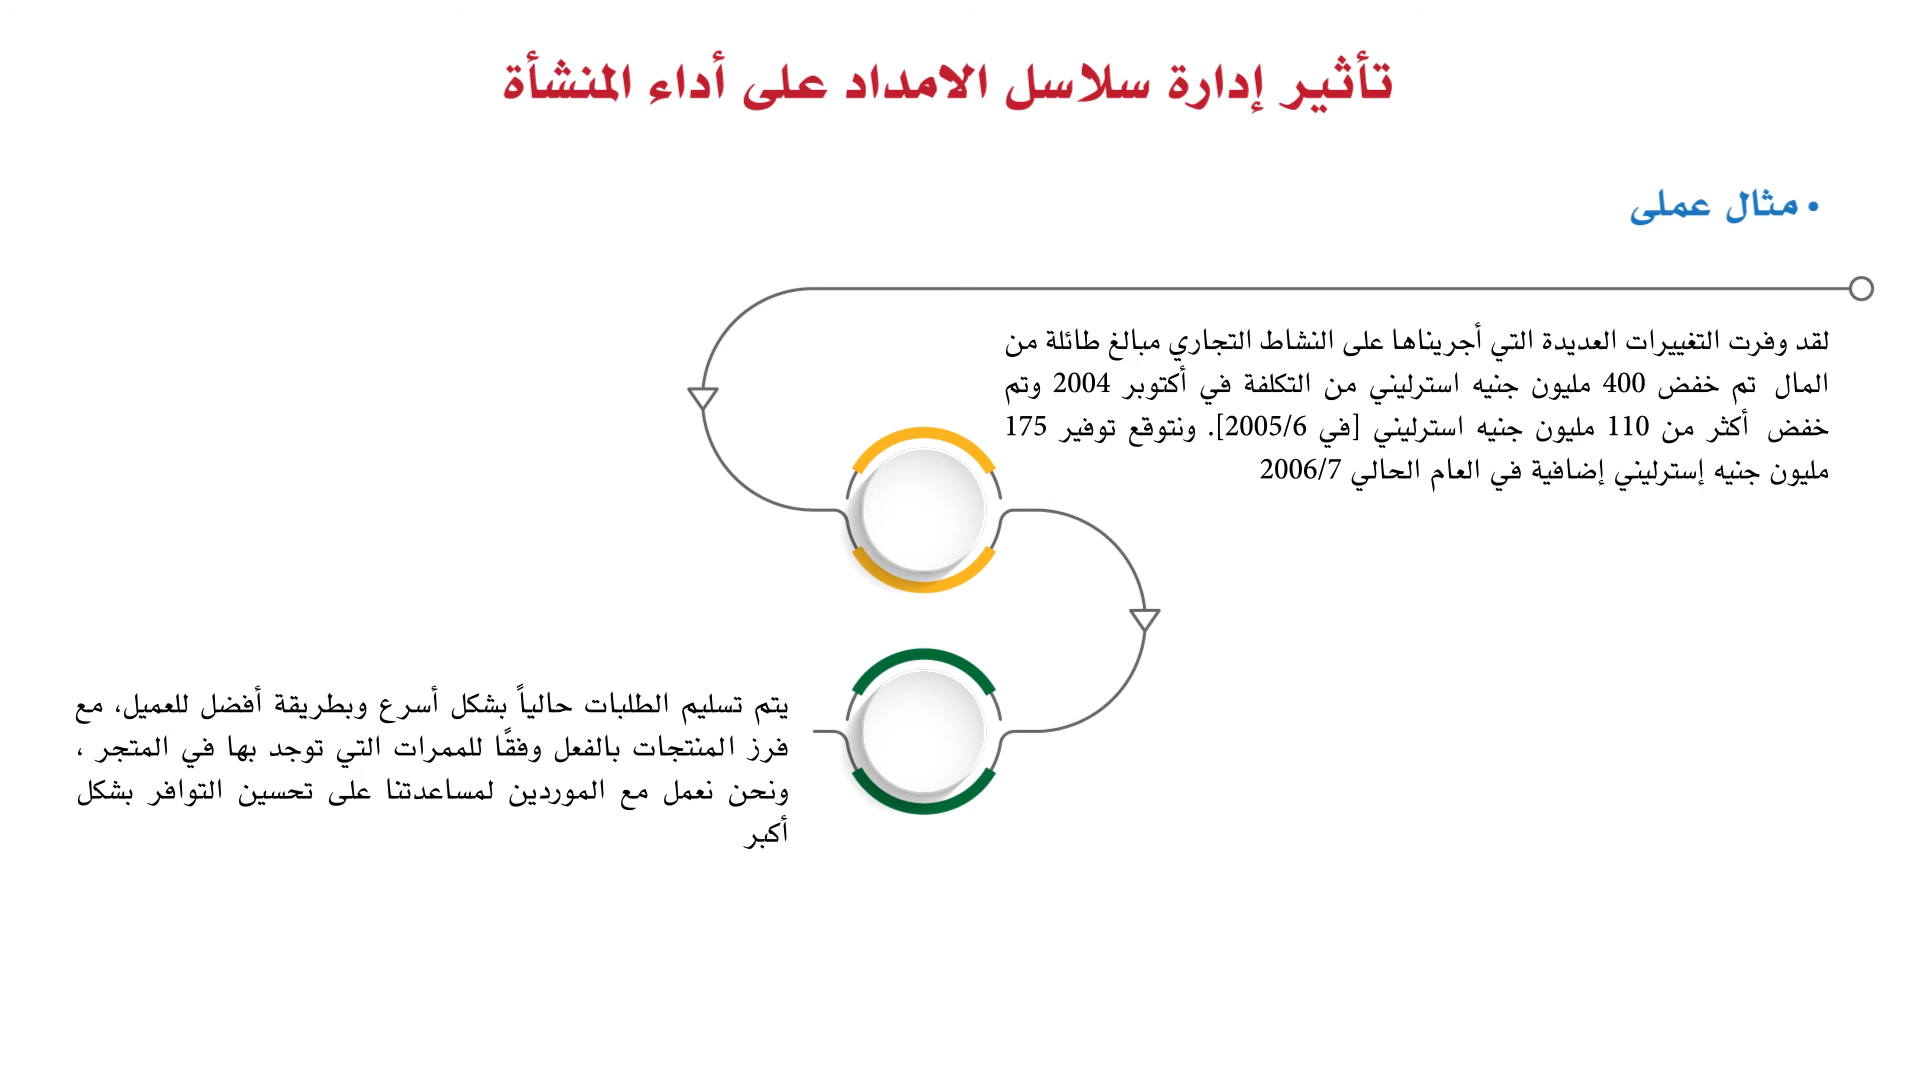 تأثير إدارة سلاسل الامداد على أداء المنشأة
• مثال عملى
لقد وفرت التغييرات العديدة التي أجريناها على النشاط التجاري مبالغ طائلة من
المال تم خفض 400 مليون جنيه استرليني من التكلفة في أكتوبر 2004 وتم
خفض أكثر من 110 مليون جنيه استرليني [في 2005/6]. ونتوقع توفير 175
مليون جنيه إسترليني إضافية في العام الحالي 2006/7
يتم تسليم الطلبات حالياً بشكل أسرع وبطريقة أفضل للعميل، مع
فرز المنتجات بالفعل وفقًا للممرات التي توجد بها في المتجر ،
ونحن نعمل مع الموردين لمساعدتنا على تحسين التوافر بشكل
أكبر